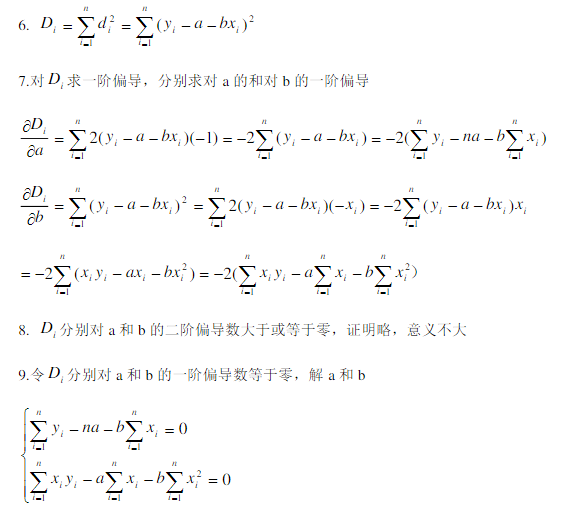 6. $D_i = \sum_{i=1}^{n} d_i^2 = \sum_{i=1}^{n} (y_i - a - bx_i)^2$
7.对 $D_i$ 求一阶偏导，分别求对 a 的和对 b 的一阶偏导
$\frac{\partial D_i}{\partial a} = \sum_{i=1}^{n} 2(y_i - a - bx_i)(-1) = -2\sum_{i=1}^{n} (y_i - a - bx_i) = -2(\sum_{i=1}^{n} y_i - na - b\sum_{i=1}^{n} x_i)$
$\frac{\partial D_i}{\partial b} = \sum_{i=1}^{n} (y_i - a - bx_i)^2 = \sum_{i=1}^{n} 2(y_i - a - bx_i)(-x_i) = -2\sum_{i=1}^{n} (y_i - a - bx_i)x_i$
$= -2\sum_{i=1}^{n} (x_i y_i - ax_i - bx_i^2) = -2(\sum_{i=1}^{n} x_i y_i - a\sum_{i=1}^{n} x_i - b\sum_{i=1}^{n} x_i^2)$
8. $D_i$ 分别对 a 和 b 的二阶偏导数大于或等于零，证明略，意义不大
9.令 $D_i$ 分别对 a 和 b 的一阶偏导数等于零，解 a 和 b
$\sum_{i=1}^{n} y_i - na - b\sum_{i=1}^{n} x_i = 0$
$\sum_{i=1}^{n} x_i y_i - a\sum_{i=1}^{n} x_i - b\sum_{i=1}^{n} x_i^2 = 0$